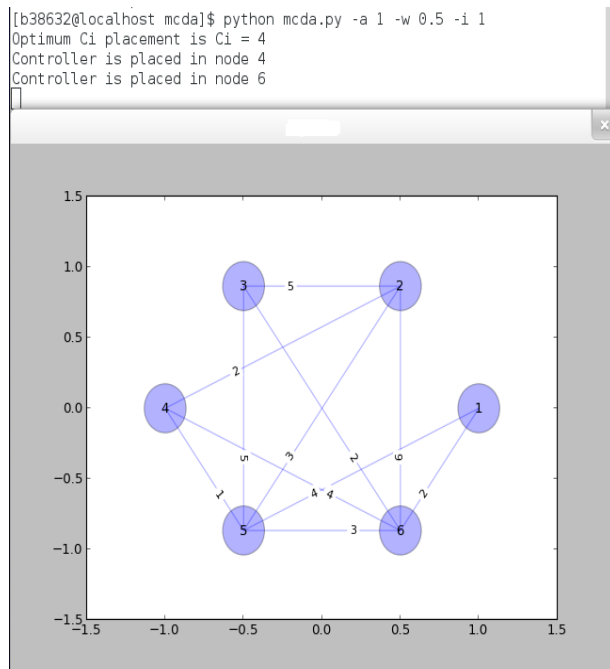 [b38632@localhost mcda]$ python mcda.py -a 1 -w 0.5 -i 1
Optimum Ci placement is Ci = 4
Controller is placed in node 4
Controller is placed in node 6
x
1.5
1.0
3 5 2
0.5
2
0.0
4 1
5 3 2 9
-0.5
1 4 4 2
5 3 6
-1.0
-1.5
-1.5 -1.0 -0.5 0.0 0.5 1.0 1.5